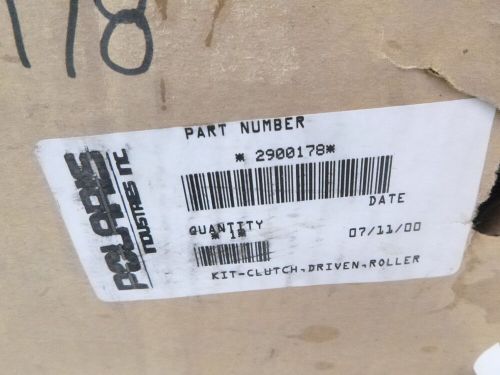 178
POLARIS
INDUSTRIES INC
PART NUMBER
* 2900178*
DATE
QUANTITY
* 1*
07/11/00
KIT-CLUTCH,DRIVEN,ROLLER